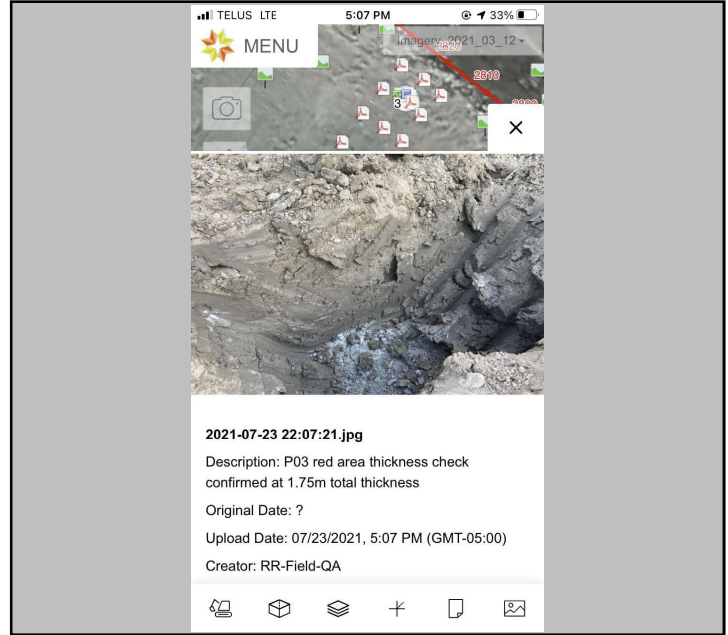 TELUS LTE 5:07 PM 33%
MENU
Imagery_2021_03_12
2820
2810
3
×
2021-07-23 22:07:21.jpg
Description: P03 red area thickness check
confirmed at 1.75m total thickness
Original Date: ?
Upload Date: 07/23/2021, 5:07 PM (GMT-05:00)
Creator: RR-Field-QA